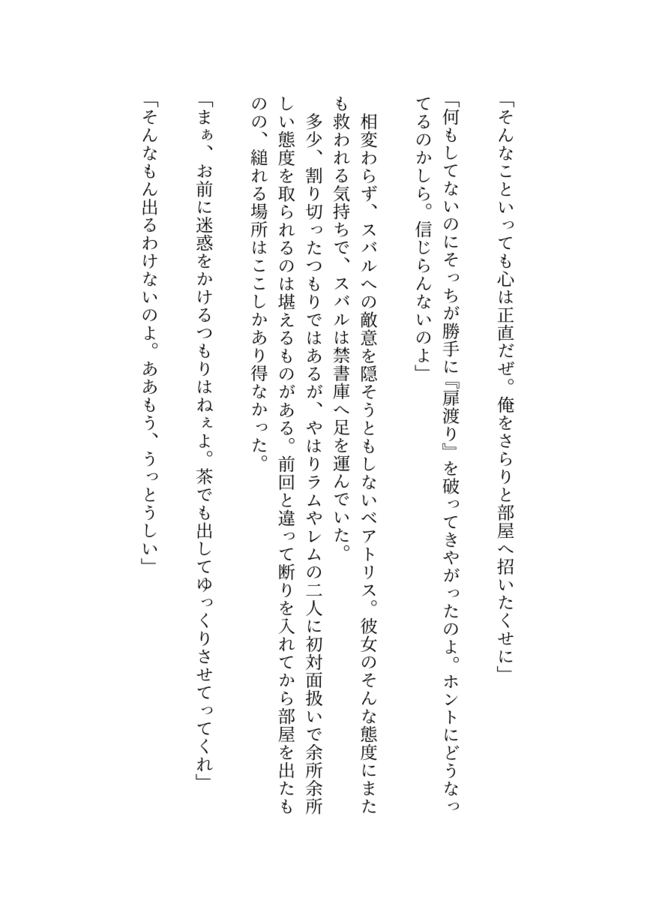 「そんなこといっても心は正直だぜ。俺をさらりと部屋へ招いたくせに」
「何もしてないのにそっちが勝手に『扉渡り』を破ってきやがったのよ。ホントにどうなっ
てるのかしら。信じらんないのよ」
　相変わらず、スバルへの敵意を隠そうともしないベアトリス。彼女のそんな態度にまた
も救われる気持ちで、スバルは禁書庫へ足を運んでいた。
　多少、割り切ったつもりではあるが、やはりラムやレムの二人に初対面扱いで余所余所
しい態度を取られるのは堪えるものがある。前回と違って断りを入れてから部屋を出たも
のの、縋れる場所はここしかあり得なかった。
「まぁ、お前に迷惑をかけるつもりはねぇよ。茶でも出してゆっくりさせてってくれ」
「そんなもん出るわけないのよ。ああもう、うっとうしい」